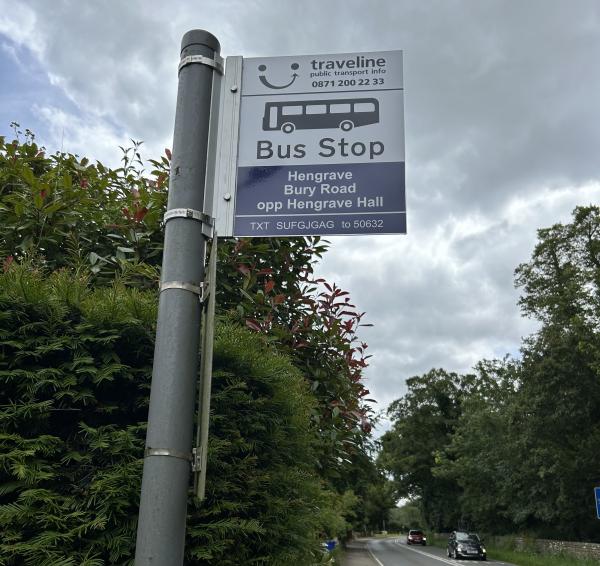 traveline
public transport info
0871 200 22 33
Bus Stop
Hengrave
Bury Road
opp Hengrave Hall
TXT SUFGJGAG to 50632